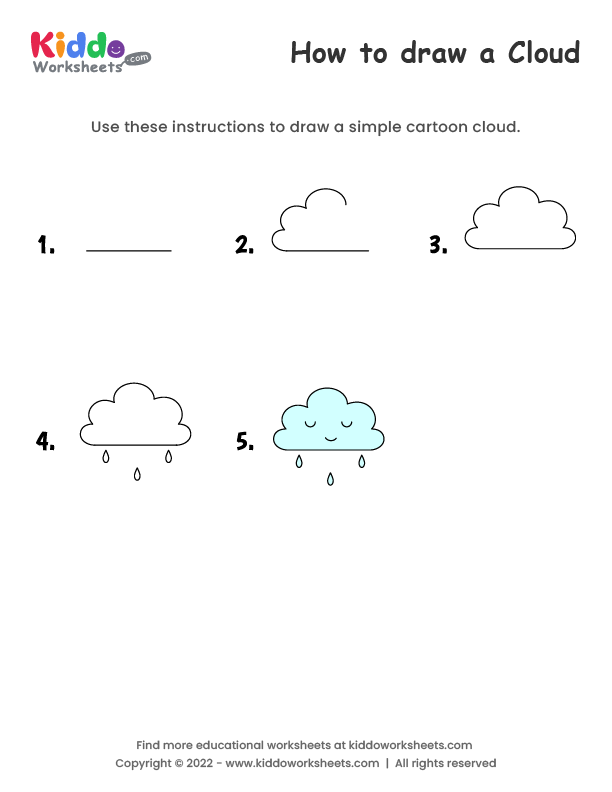 Kiddo
Worksheets.com
How to draw a Cloud
Use these instructions to draw a simple cartoon cloud.
1.
2.
3.
4.
5.
Find more educational worksheets at kiddoworksheets.com
Copyright © 2022 - www.kiddoworksheets.com | All rights reserved